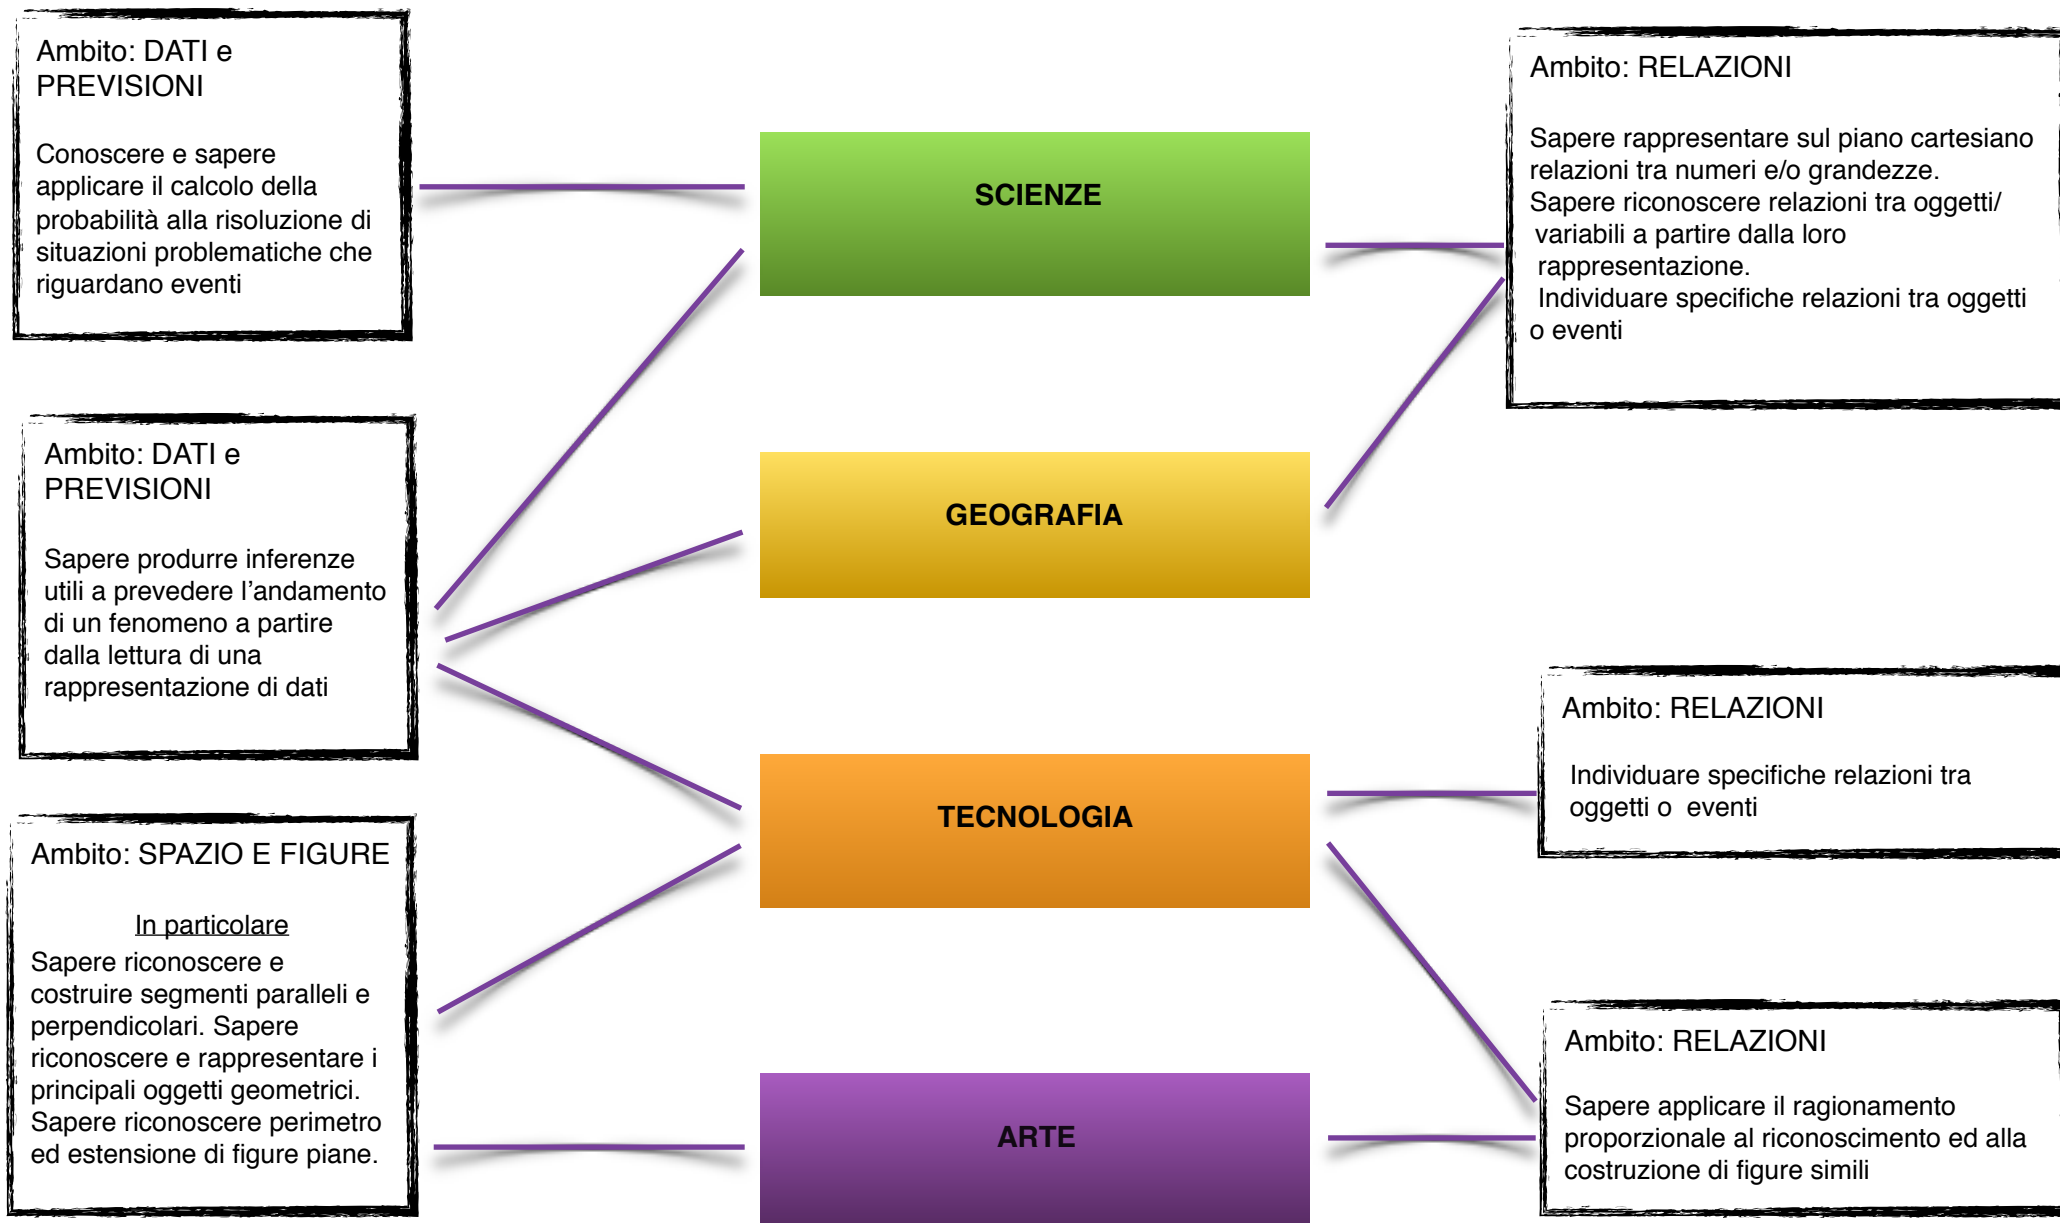 Ambito: DATI e
PREVISIONI
Conoscere e sapere
applicare il calcolo della
probabilità alla risoluzione di
situazioni problematiche che
riguardano eventi
Ambito: DATI e
PREVISIONI
Sapere produrre inferenze
utili a prevedere l’andamento
di un fenomeno a partire
dalla lettura di una
rappresentazione di dati
Ambito: SPAZIO E FIGURE
In particolare
Sapere riconoscere e
costruire segmenti paralleli e
perpendicolari. Sapere
riconoscere e rappresentare i
principali oggetti geometrici.
Sapere riconoscere perimetro
ed estensione di figure piane.
SCIENZE
GEOGRAFIA
TECNOLOGIA
ARTE
Ambito: RELAZIONI
Sapere rappresentare sul piano cartesiano
relazioni tra numeri e/o grandezze.
Sapere riconoscere relazioni tra oggetti/
variabili a partire dalla loro
rappresentazione.
Individuare specifiche relazioni tra oggetti
o eventi
Ambito: RELAZIONI
Individuare specifiche relazioni tra
oggetti o  eventi
Ambito: RELAZIONI
Sapere applicare il ragionamento
proporzionale al riconoscimento ed alla
costruzione di figure simili